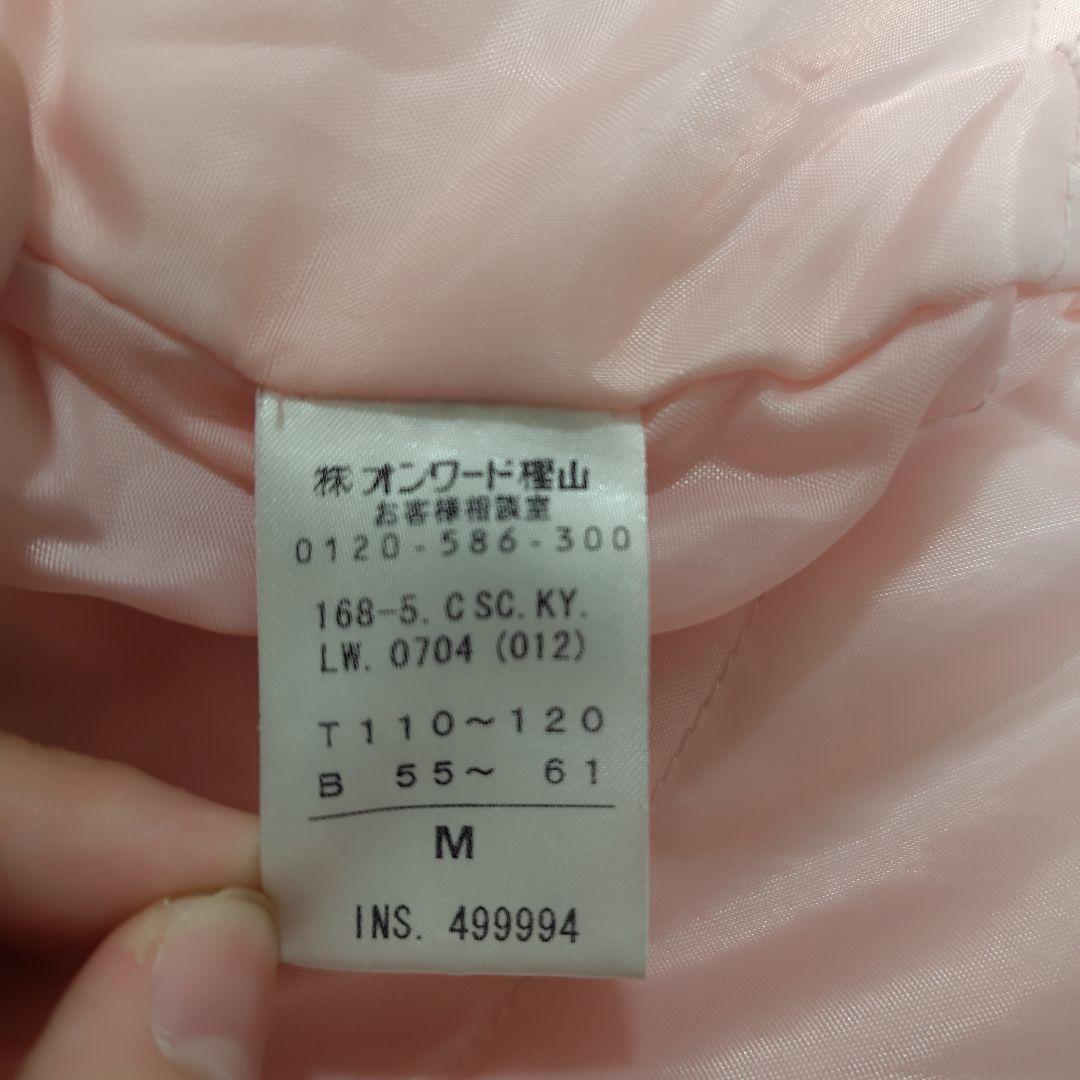 株オンワード樫山
お客様相談室
0120-586-300
168-5. CSC. KY.
LW. 0704 (012)
T110～120
B 55～ 61
M
INS. 499994